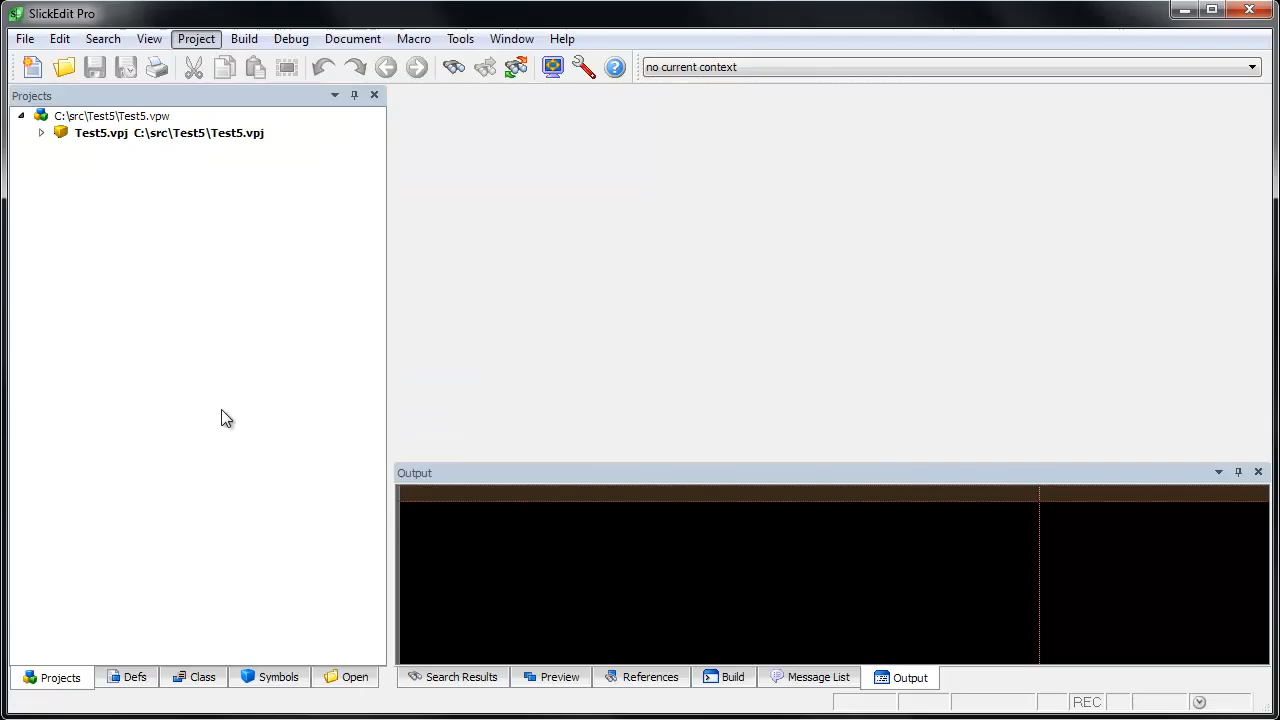 SlickEdit Pro
File Edit Search View Project Build Debug Document Macro Tools Window Help
no current context
Projects
C:\src\Test5\Test5.vpw
Test5.vpj C:\src\Test5\Test5.vpj
Output
Projects Defs Class Symbols Open
Search Results Preview References Build Message List Output
REC